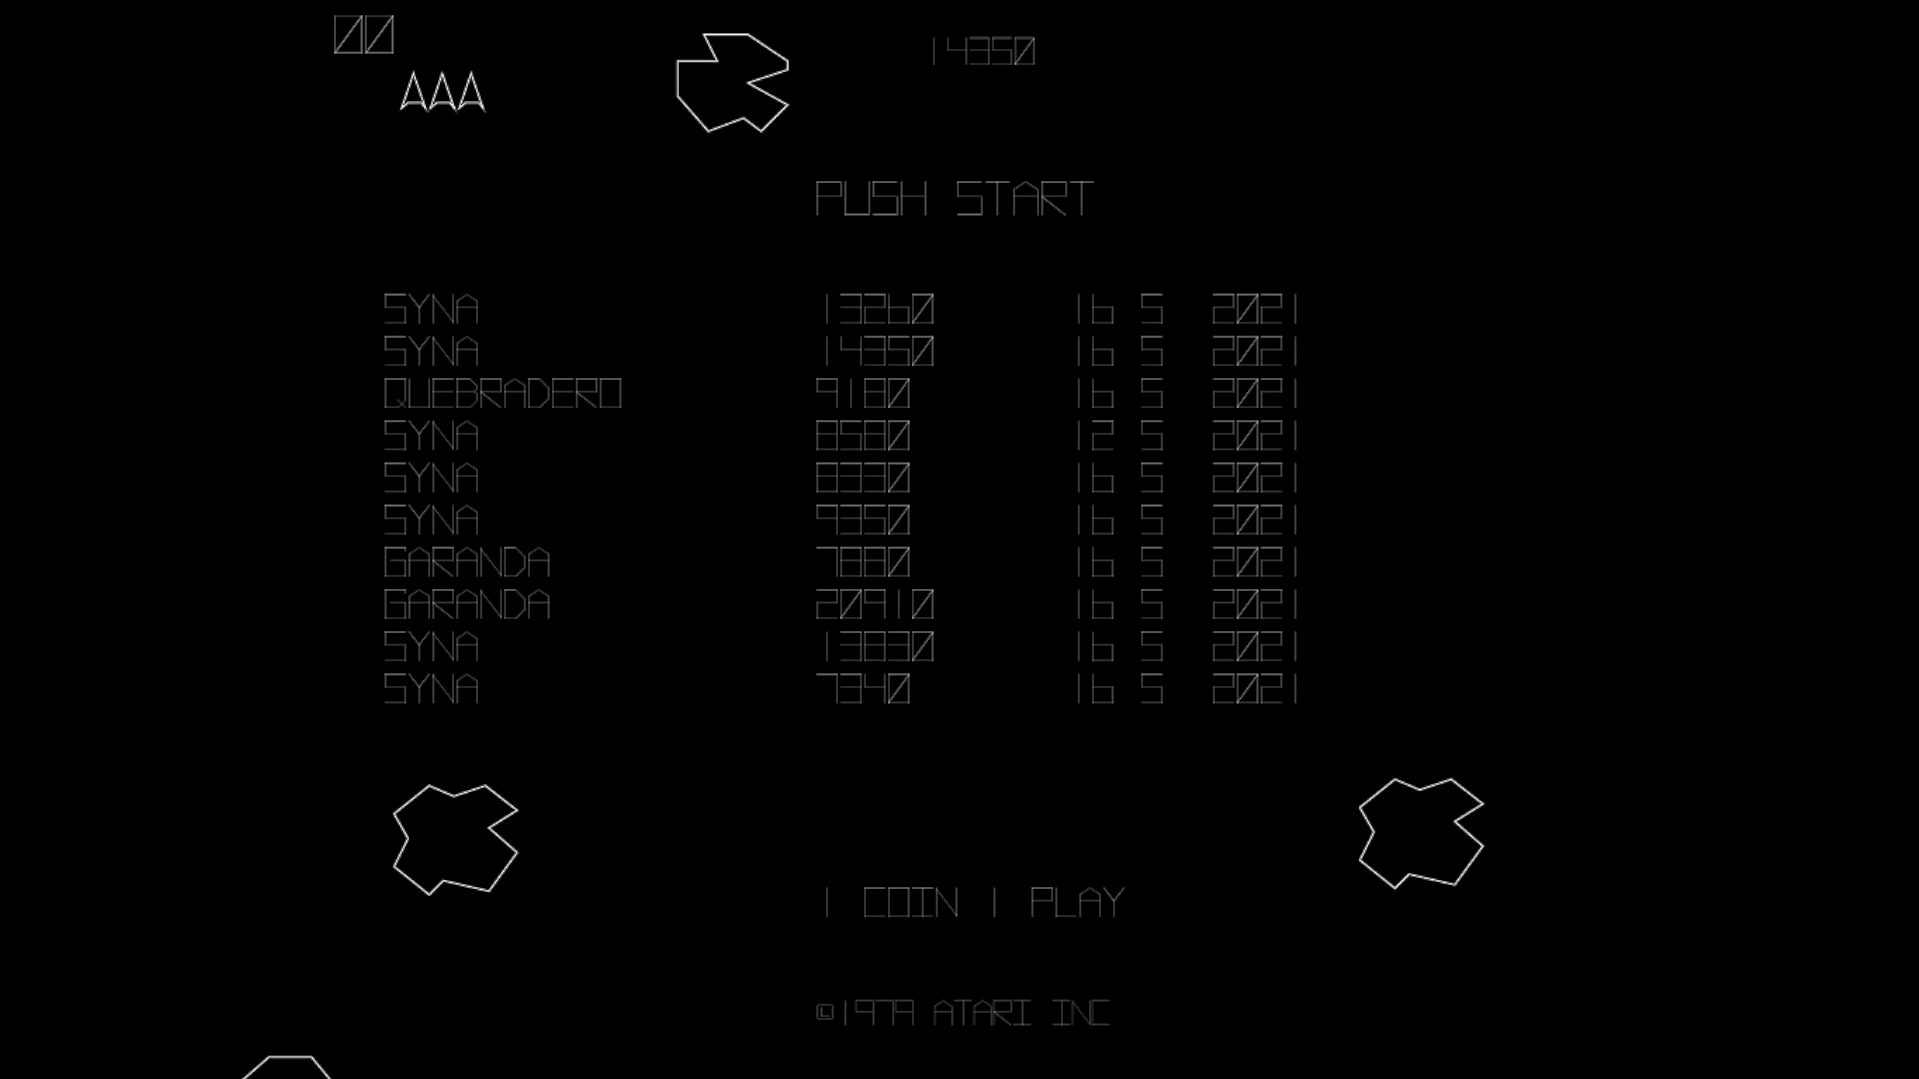 00
14350
PUSH START
SYNA 13260 16 5 2021
SYNA 14350 16 5 2021
QUEBRADERO 9180 16 5 2021
SYNA 8580 12 5 2021
SYNA 8330 16 5 2021
SYNA 9350 16 5 2021
GARANDA 7880 16 5 2021
GARANDA 20910 16 5 2021
SYNA 13830 16 5 2021
SYNA 7340 16 5 2021
1 COIN 1 PLAY
©1979 ATARI INC